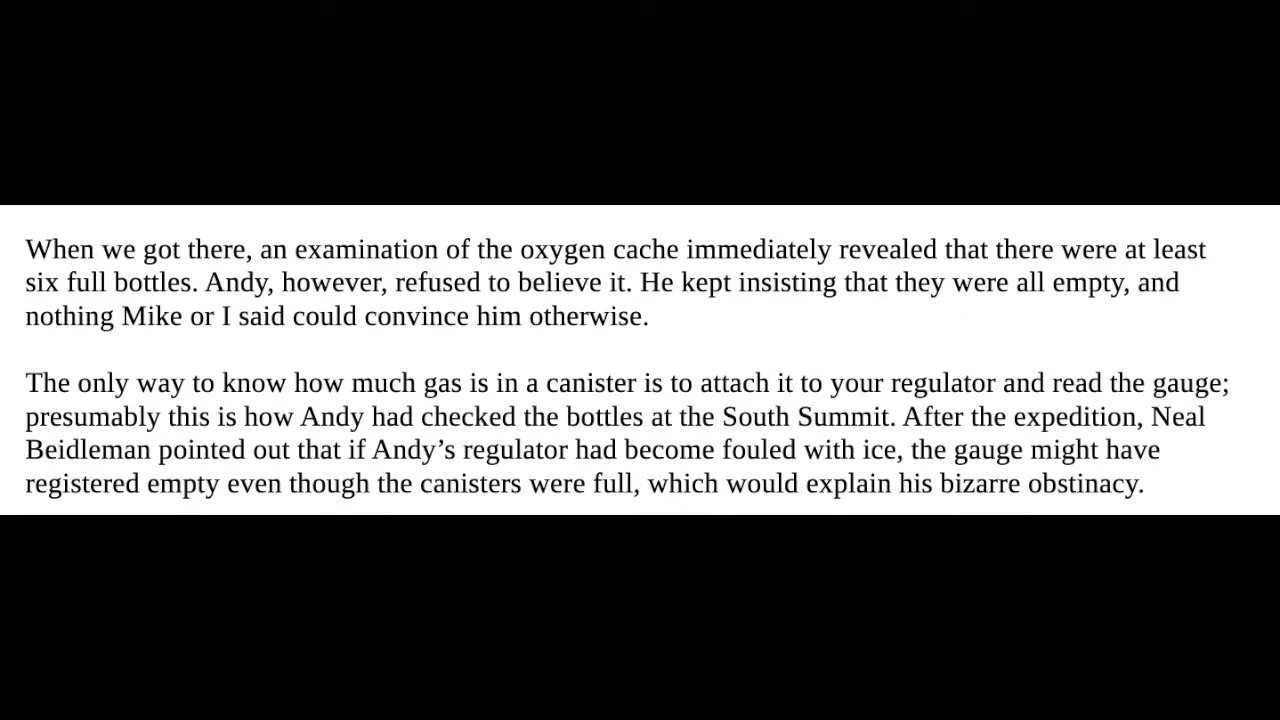 When we got there, an examination of the oxygen cache immediately revealed that there were at least
six full bottles. Andy, however, refused to believe it. He kept insisting that they were all empty, and
nothing Mike or I said could convince him otherwise.
The only way to know how much gas is in a canister is to attach it to your regulator and read the gauge;
presumably this is how Andy had checked the bottles at the South Summit. After the expedition, Neal
Beidleman pointed out that if Andy’s regulator had become fouled with ice, the gauge might have
registered empty even though the canisters were full, which would explain his bizarre obstinacy.